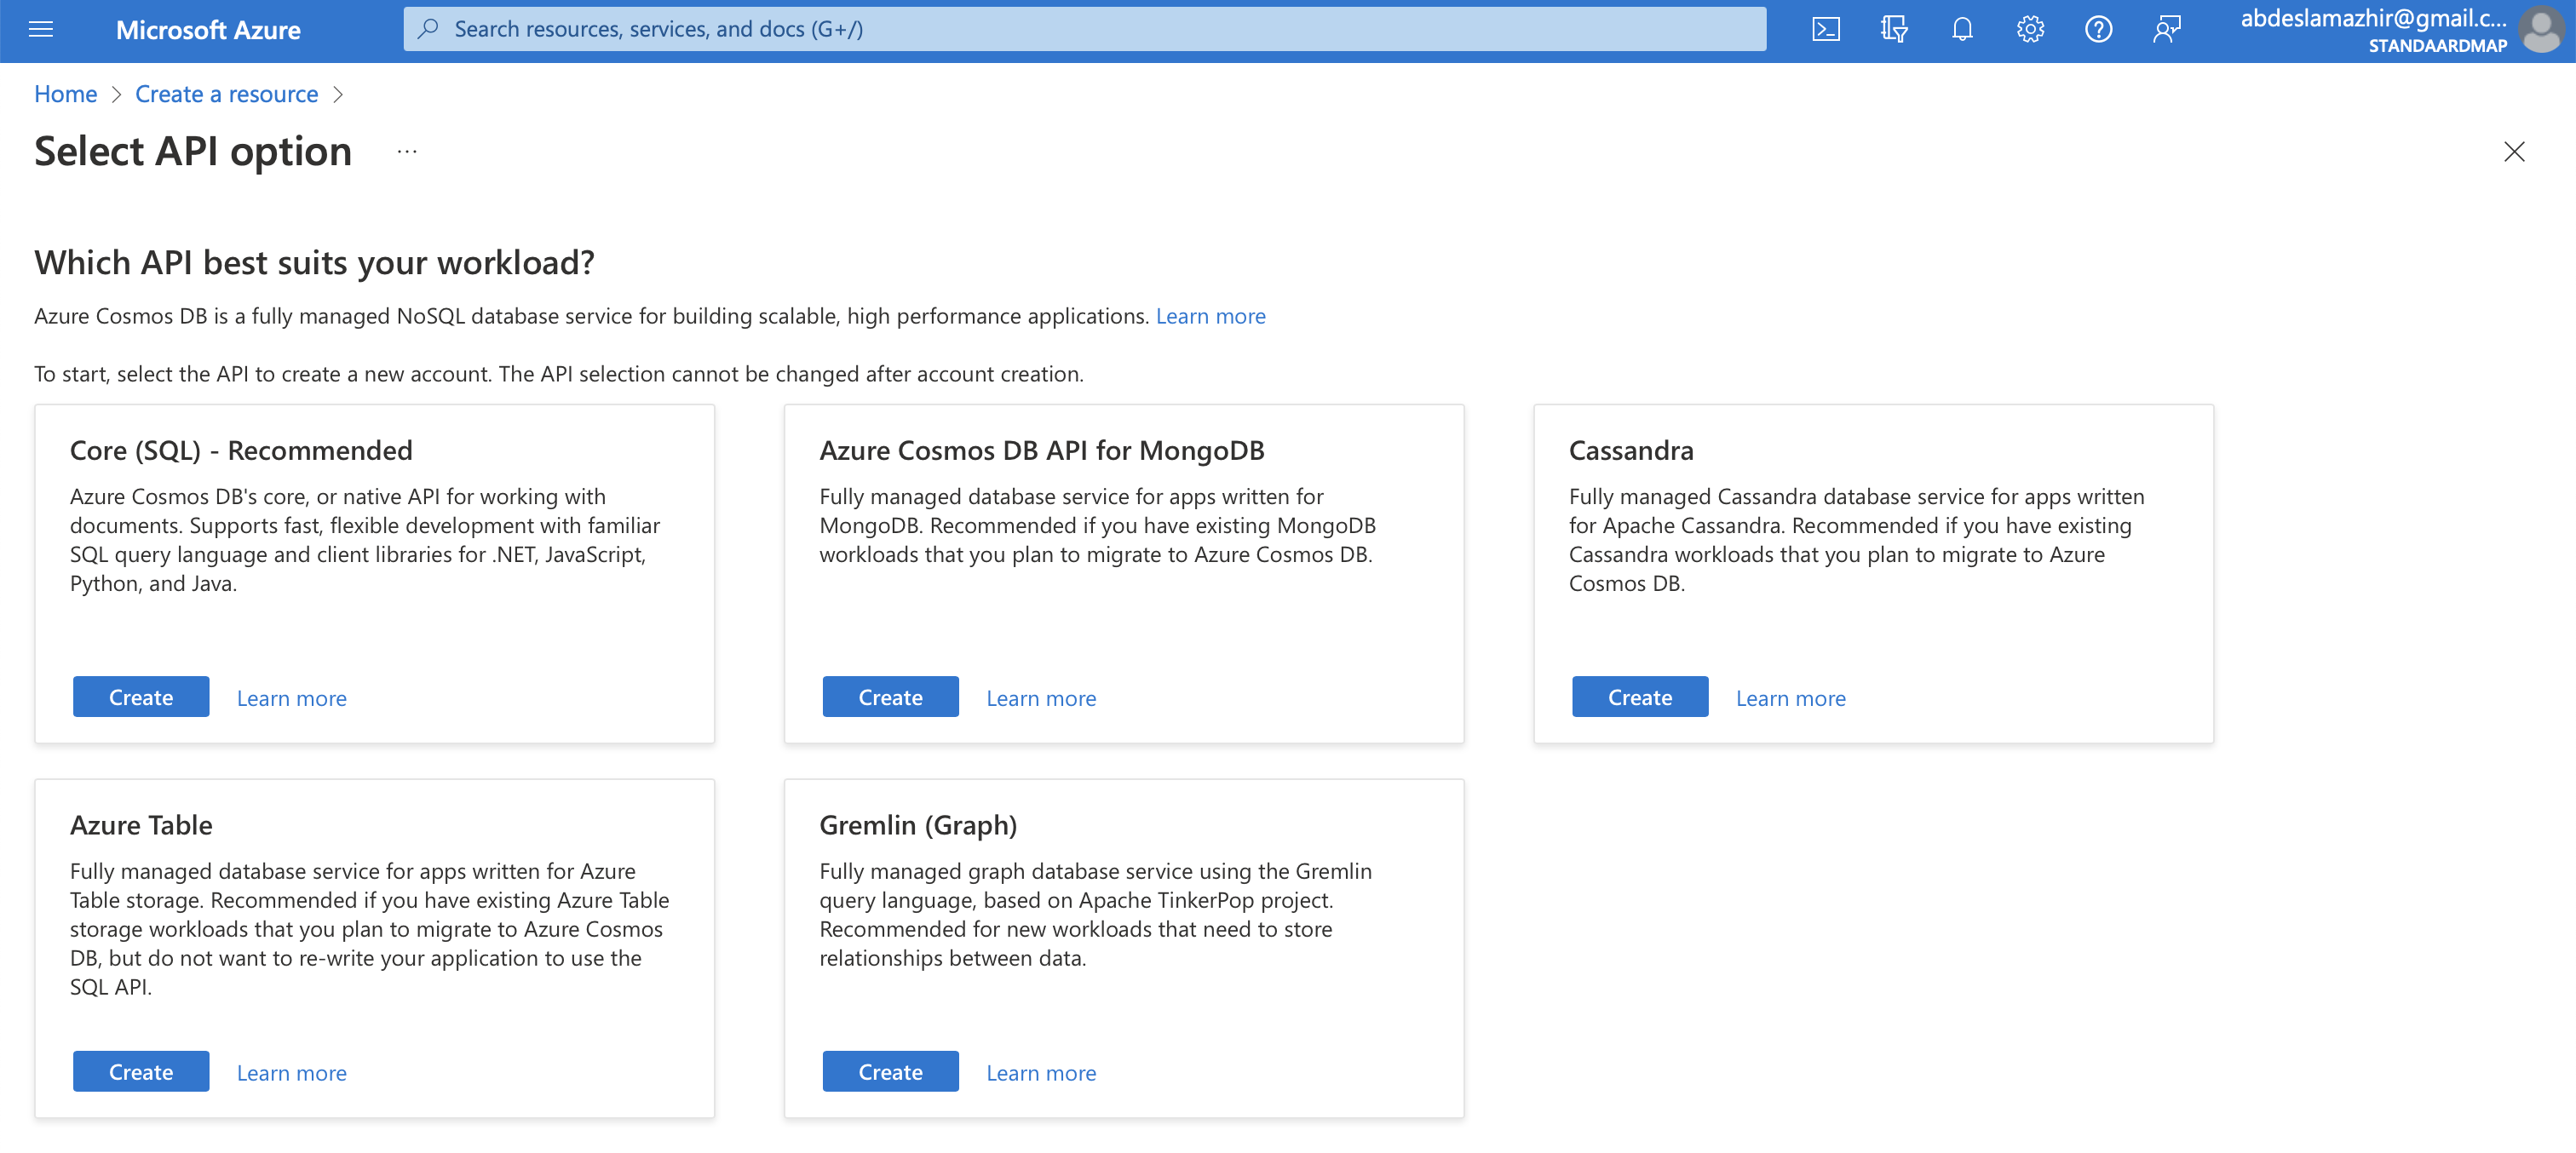 Microsoft Azure
Search resources, services, and docs (G+/)
abdeslamazhir@gmail.c...
STANDAARDMAP
Home > Create a resource >
Select API option ...
Which API best suits your workload?
Azure Cosmos DB is a fully managed NoSQL database service for building scalable, high performance applications. Learn more
To start, select the API to create a new account. The API selection cannot be changed after account creation.
Core (SQL) - Recommended
Azure Cosmos DB's core, or native API for working with
documents. Supports fast, flexible development with familiar
SQL query language and client libraries for .NET, JavaScript,
Python, and Java.
Create Learn more
Azure Cosmos DB API for MongoDB
Fully managed database service for apps written for
MongoDB. Recommended if you have existing MongoDB
workloads that you plan to migrate to Azure Cosmos DB.
Create Learn more
Cassandra
Fully managed Cassandra database service for apps written
for Apache Cassandra. Recommended if you have existing
Cassandra workloads that you plan to migrate to Azure
Cosmos DB.
Create Learn more
Azure Table
Fully managed database service for apps written for Azure
Table storage. Recommended if you have existing Azure Table
storage workloads that you plan to migrate to Azure Cosmos
DB, but do not want to re-write your application to use the
SQL API.
Create Learn more
Gremlin (Graph)
Fully managed graph database service using the Gremlin
query language, based on Apache TinkerPop project.
Recommended for new workloads that need to store
relationships between data.
Create Learn more